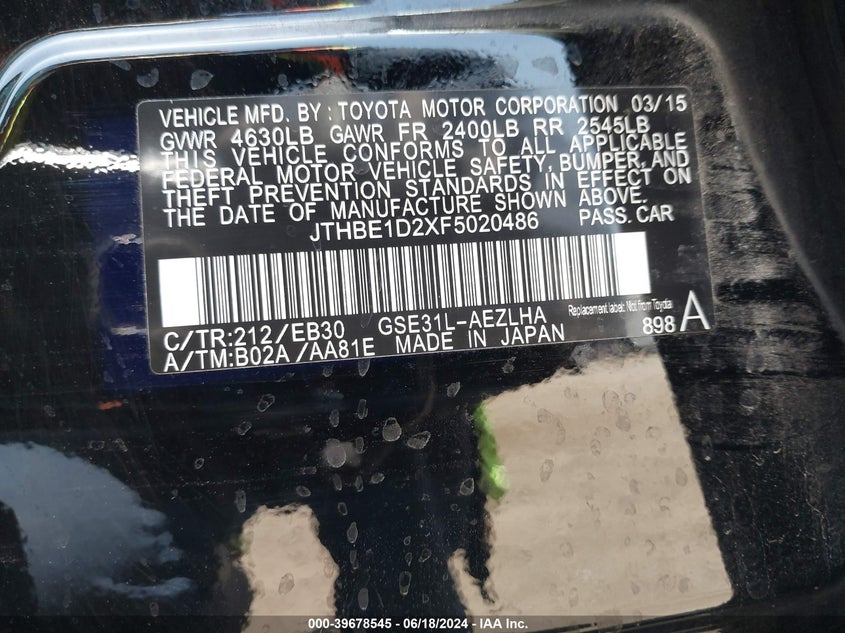 VEHICLE MFD. BY : TOYOTA MOTOR CORPORATION 03/15
GVWR 4630LB GAWR FR 2400LB RR 2545LB
THIS VEHICLE CONFORMS TO ALL APPLICABLE
FEDERAL MOTOR VEHICLE SAFETY, BUMPER, AND
THEFT PREVENTION STANDARDS IN EFFECT ON
THE DATE OF MANUFACTURE SHOWN ABOVE.
JTHBE1D2XF5020486 PASS. CAR
Replacement label: Not from Toyota
C/TR:212/EB30 GSE31L-AEZLHA
A/TM:B02A /AA81E MADE IN JAPAN 898 A
000-39678545 - 06/18/2024 - IAA Inc.